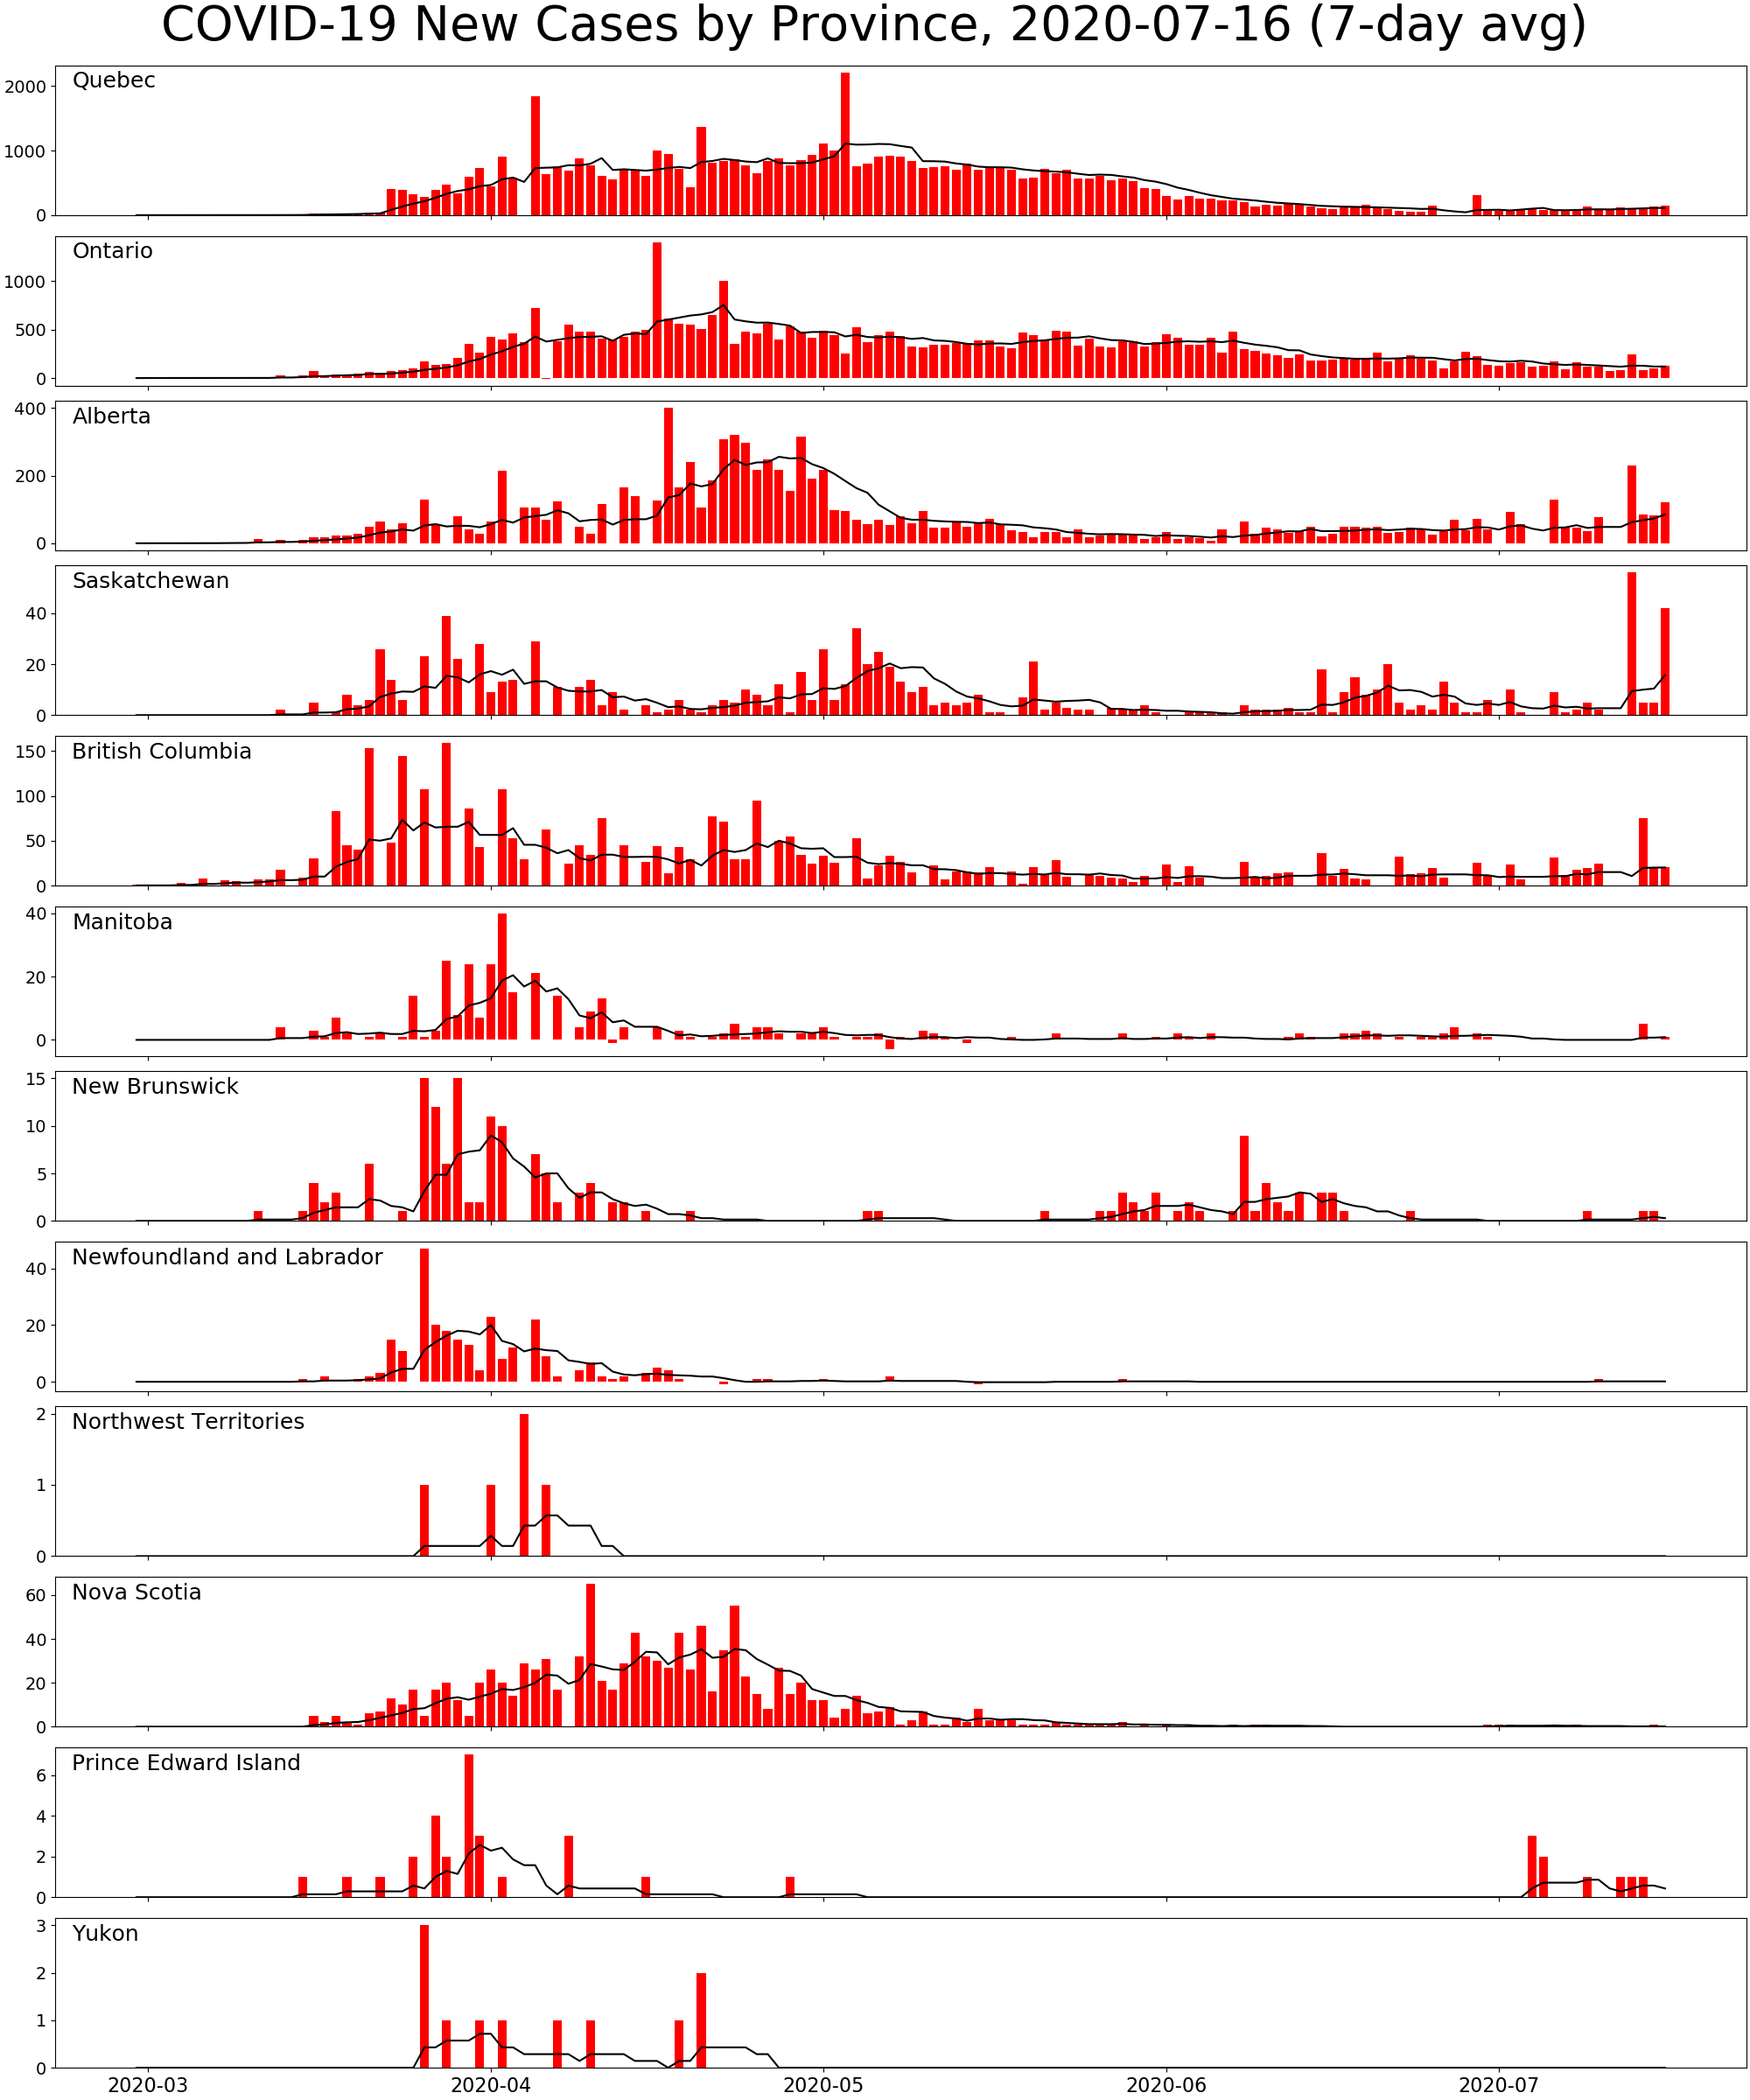 COVID-19 New Cases by Province, 2020-07-16 (7-day avg)
Quebec
2000
1000
0
Ontario
1000
500
0
Alberta
400
200
0
Saskatchewan
40
20
0
British Columbia
150
100
50
0
Manitoba
40
20
0
New Brunswick
15
10
5
0
Newfoundland and Labrador
40
20
0
Northwest Territories
2
1
0
Nova Scotia
60
40
20
0
Prince Edward Island
6
4
2
0
Yukon
3
2
1
0
2020-03 2020-04 2020-05 2020-06 2020-07